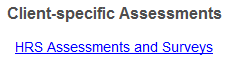 Client-specific Assessments
HRS Assessments and Surveys